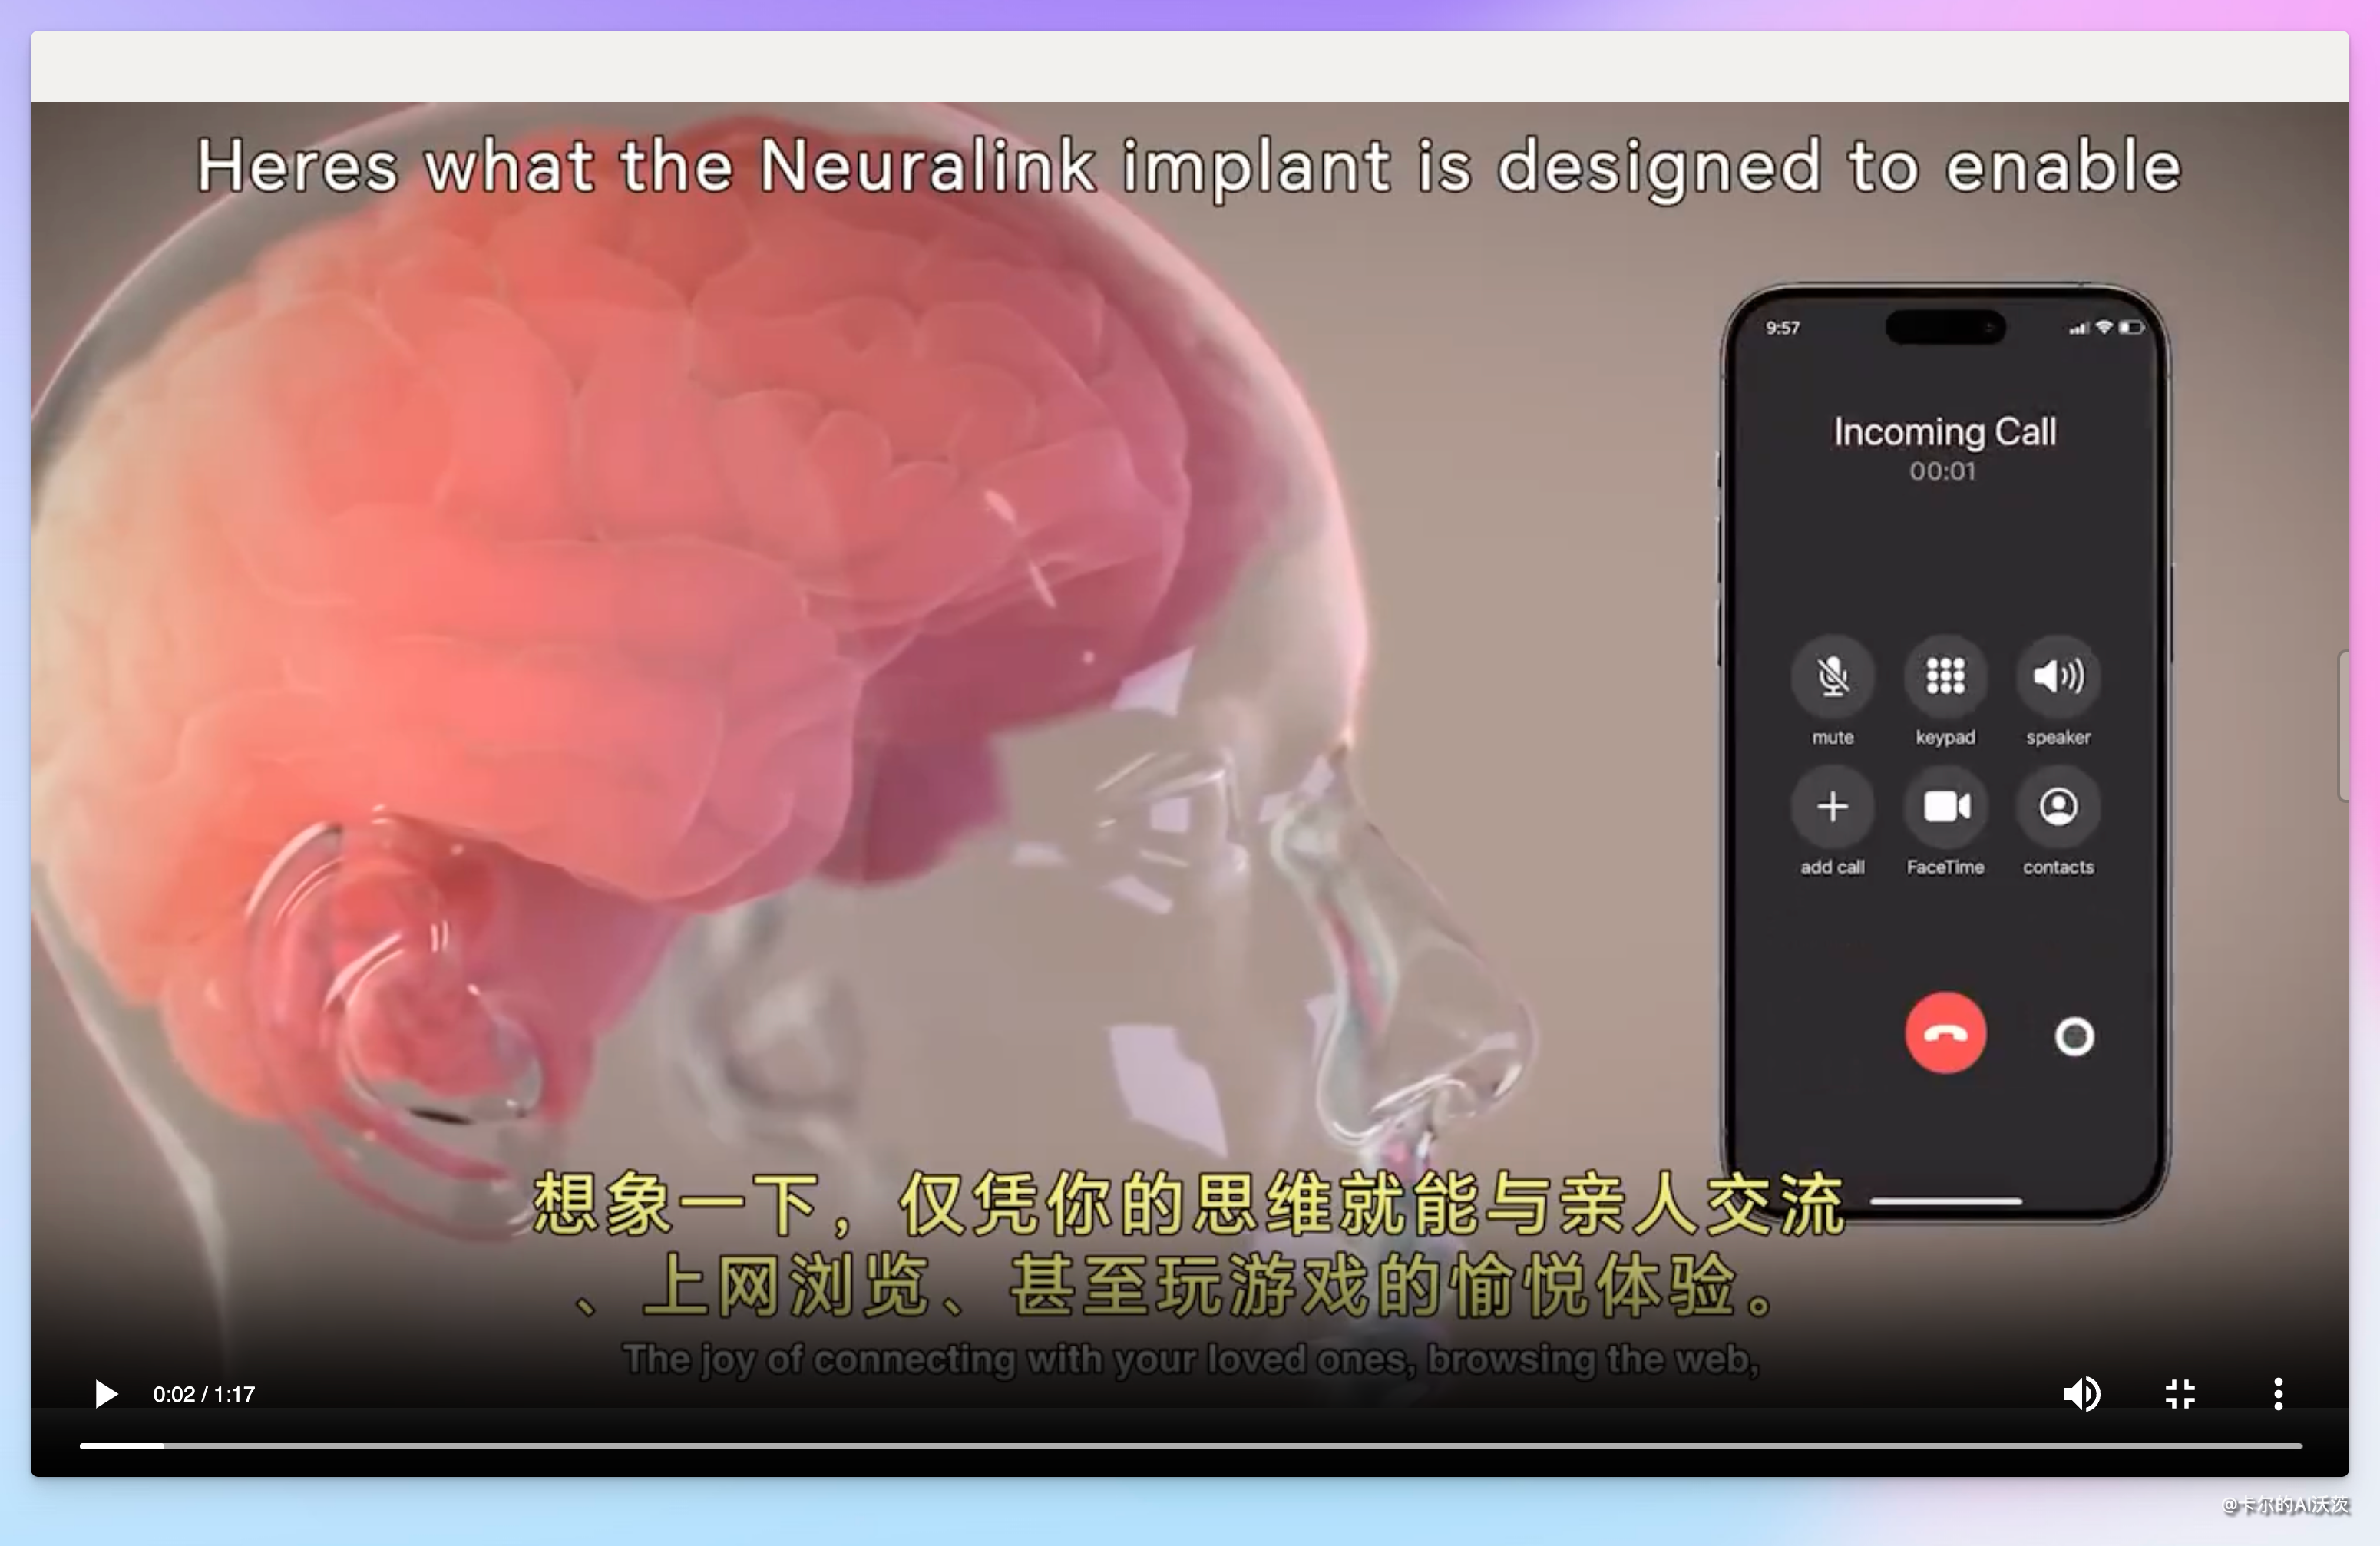 Heres what the Neuralink implant is designed to enable
9:57
Incoming Call
00:01
mute keypad speaker
add call FaceTime contacts
想象一下，仅凭你的思维就能与亲人交流
、上网浏览、甚至玩游戏的愉悦体验。
The joy of connecting with your loved ones, browsing the web,
0:02 / 1:17
@卡尔的AI沃茨